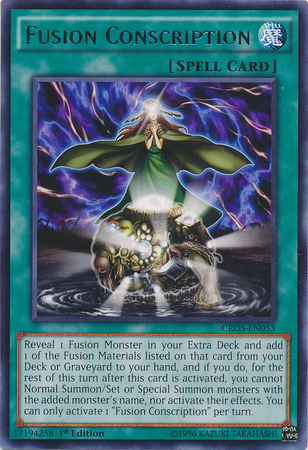 FUSION CONSCRIPTION
魔
[SPELL CARD]
CROS-EN053
Reveal 1 Fusion Monster in your Extra Deck and add
1 of the Fusion Materials listed on that card from your
Deck or Graveyard to your hand, and if you do, for the
rest of this turn after this card is activated, you cannot
Normal Summon/Set or Special Summon monsters with
the added monster's name, nor activate their effects. You
can only activate 1 "Fusion Conscription" per turn.
17194258
1st Edition
©1996 KAZUKI TAKAHASHI